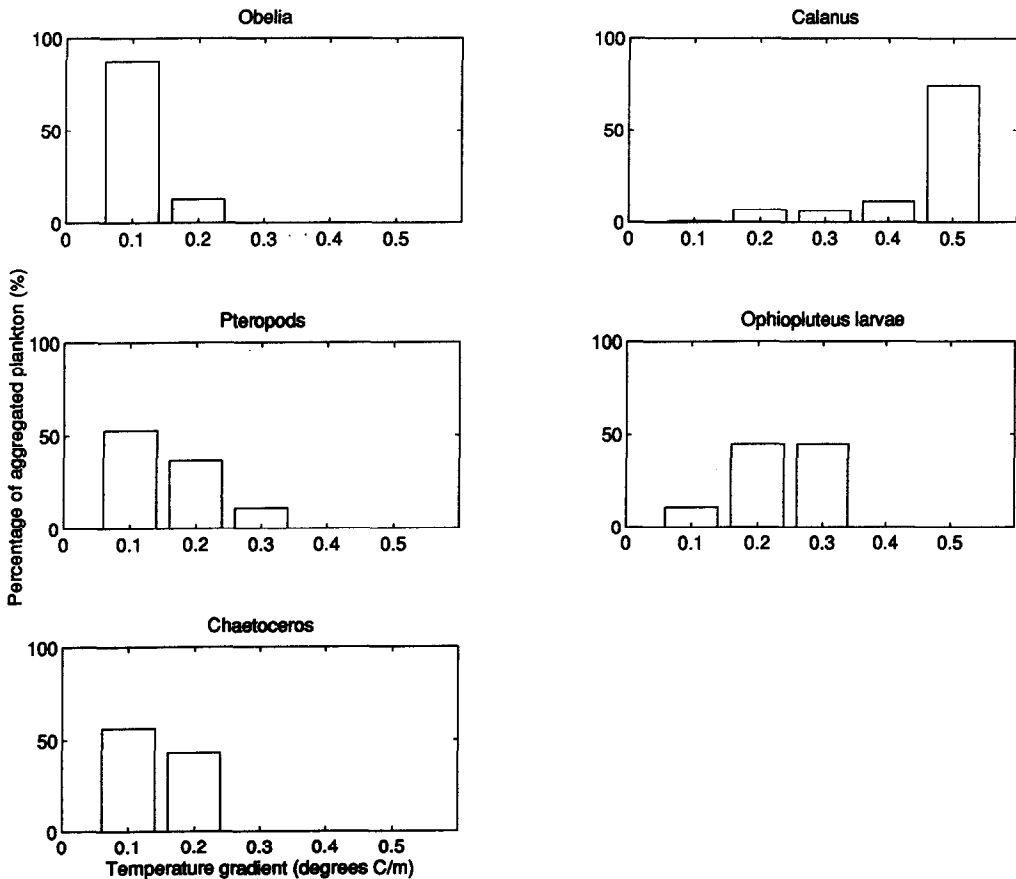 Obelia
100
50
0
0 0.1 0.2 0.3 0.4 0.5
Calanus
100
50
0
0 0.1 0.2 0.3 0.4 0.5
Percentage of aggregated plankton (%)
Pteropods
100
50
0
0 0.1 0.2 0.3 0.4 0.5
Ophiopluteus larvae
100
50
0
0 0.1 0.2 0.3 0.4 0.5
Chaetoceros
100
50
0
0 0.1 0.2 0.3 0.4 0.5
Temperature gradient (degrees C/m)